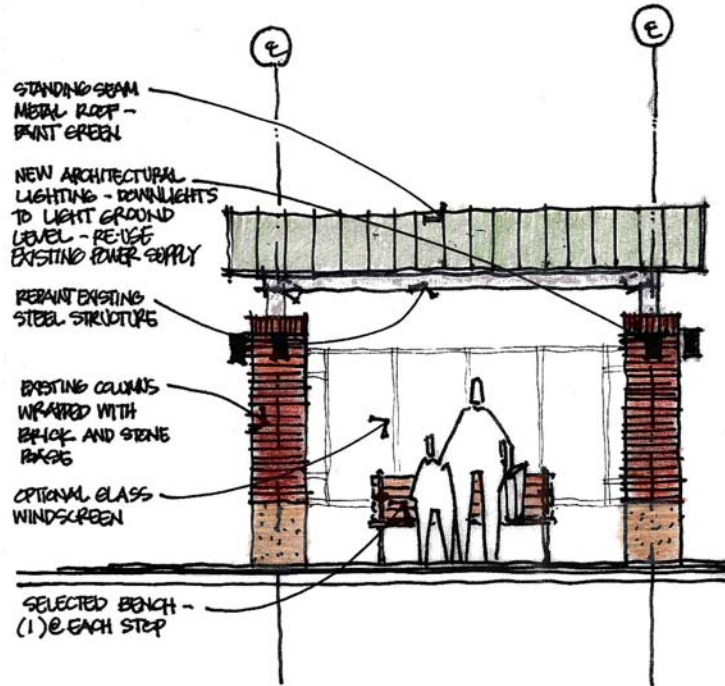 STANDING SEAM
METAL ROOF -
PAINT GREEN
NEW ARCHITECTURAL
LIGHTING - DOWNLIGHTS
TO LIGHT GROUND
LEVEL - RE-USE
EXISTING POWER SUPPLY
REPAINT EXISTING
STEEL STRUCTURE
EXISTING COLUMNS
WRAPPED WITH
BRICK AND STONE
BASE
OPTIONAL GLASS
WINDSCREEN
SELECTED BENCH -
(1) @ EACH STOP